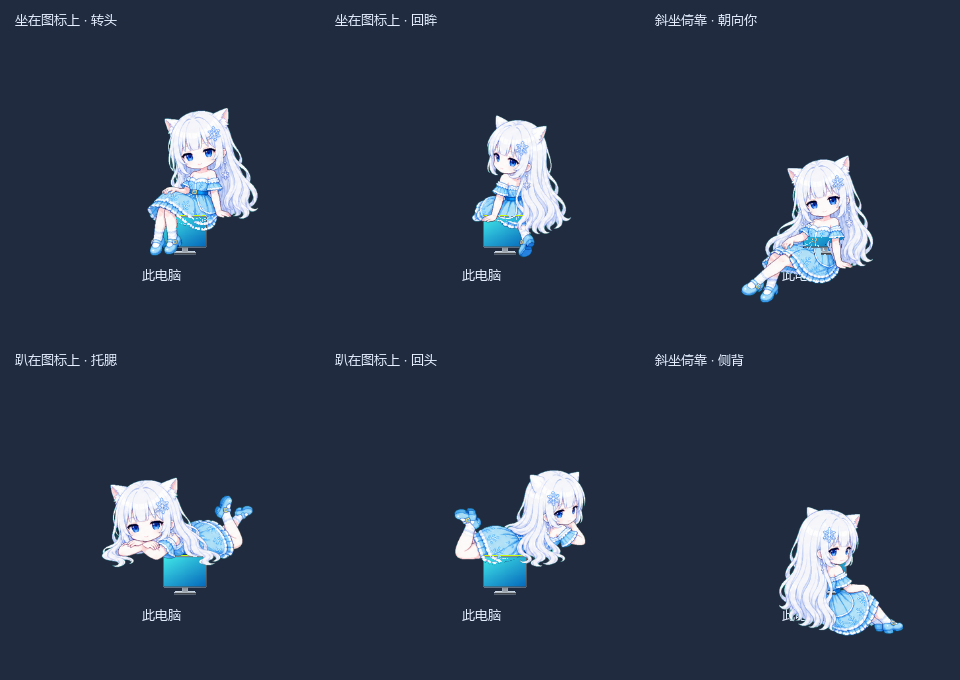 坐在图标上 · 转头
坐在图标上 · 回眸
斜坐倚靠 · 朝向你
此电脑
此电脑
此
趴在图标上 · 托腮
趴在图标上 · 回头
斜坐倚靠 · 侧背
此电脑
此电脑
此